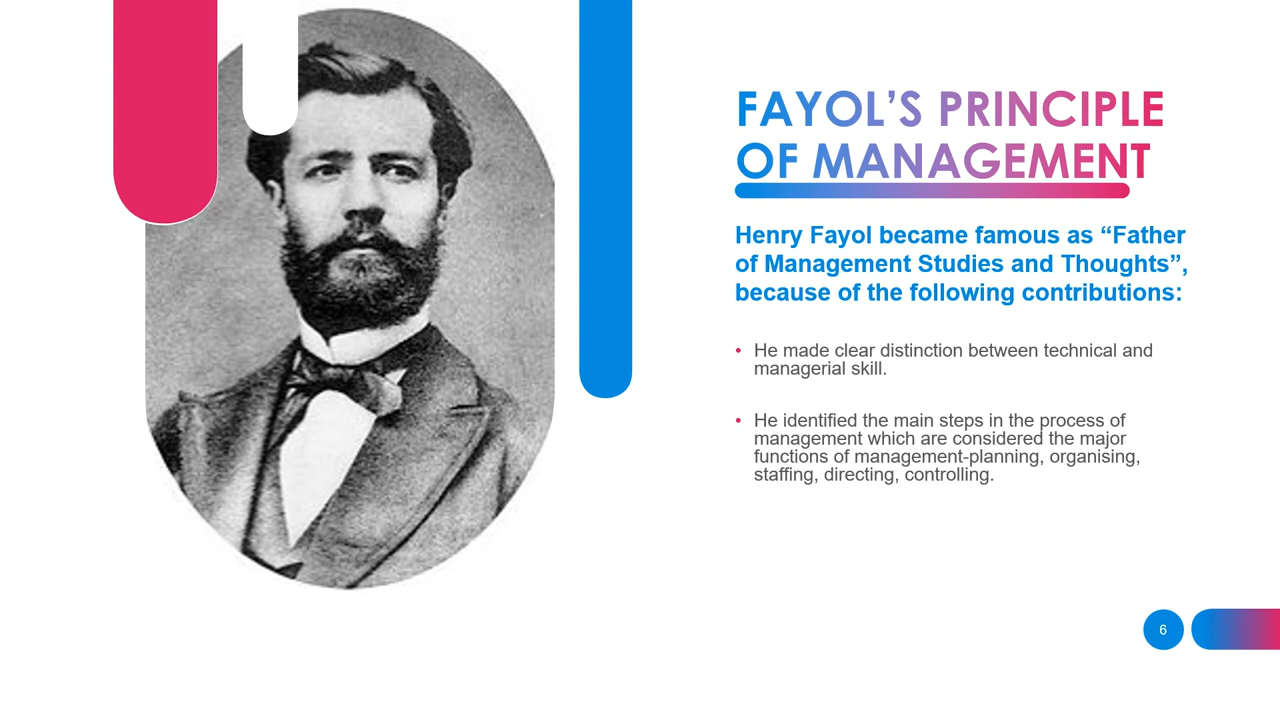 FAYOL’S PRINCIPLE
OF MANAGEMENT
Henry Fayol became famous as “Father
of Management Studies and Thoughts”,
because of the following contributions:
• He made clear distinction between technical and
managerial skill.
• He identified the main steps in the process of
management which are considered the major
functions of management-planning, organising,
staffing, directing, controlling.
6